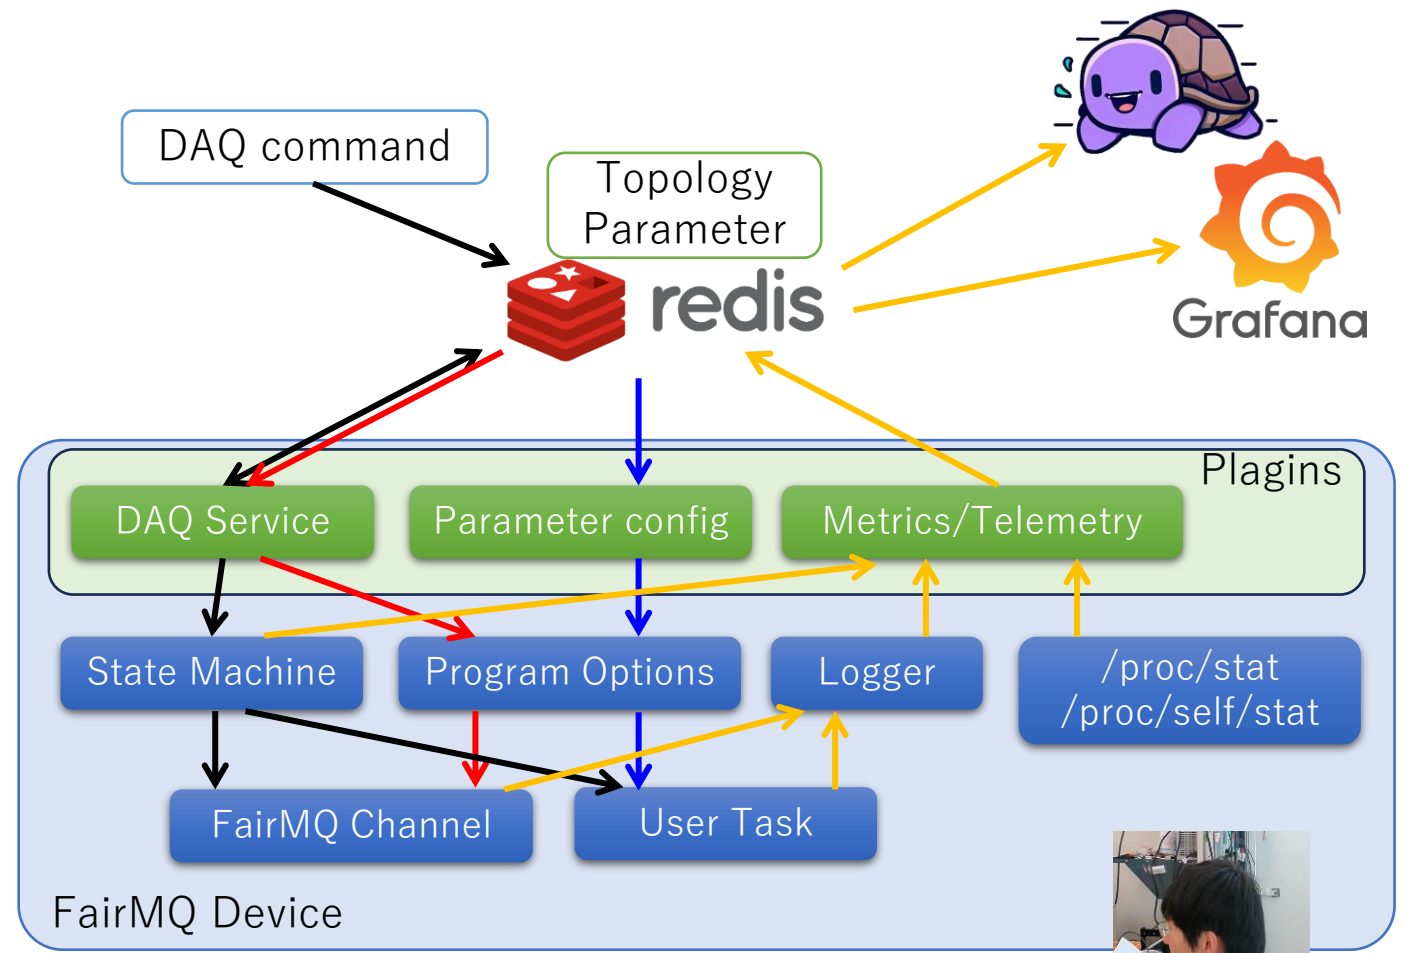 DAQ command
Topology
Parameter
redis
Grafana
Plagins
DAQ Service
Parameter config
Metrics/Telemetry
State Machine
Program Options
Logger
/proc/stat
/proc/self/stat
FairMQ Channel
User Task
FairMQ Device